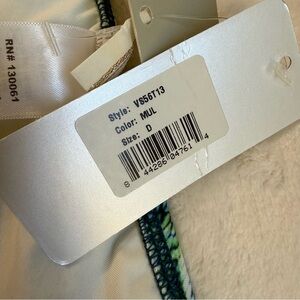 RN# 130061
Style: VS56T13
Color: MUL
Size: D
8 44286 04761 4